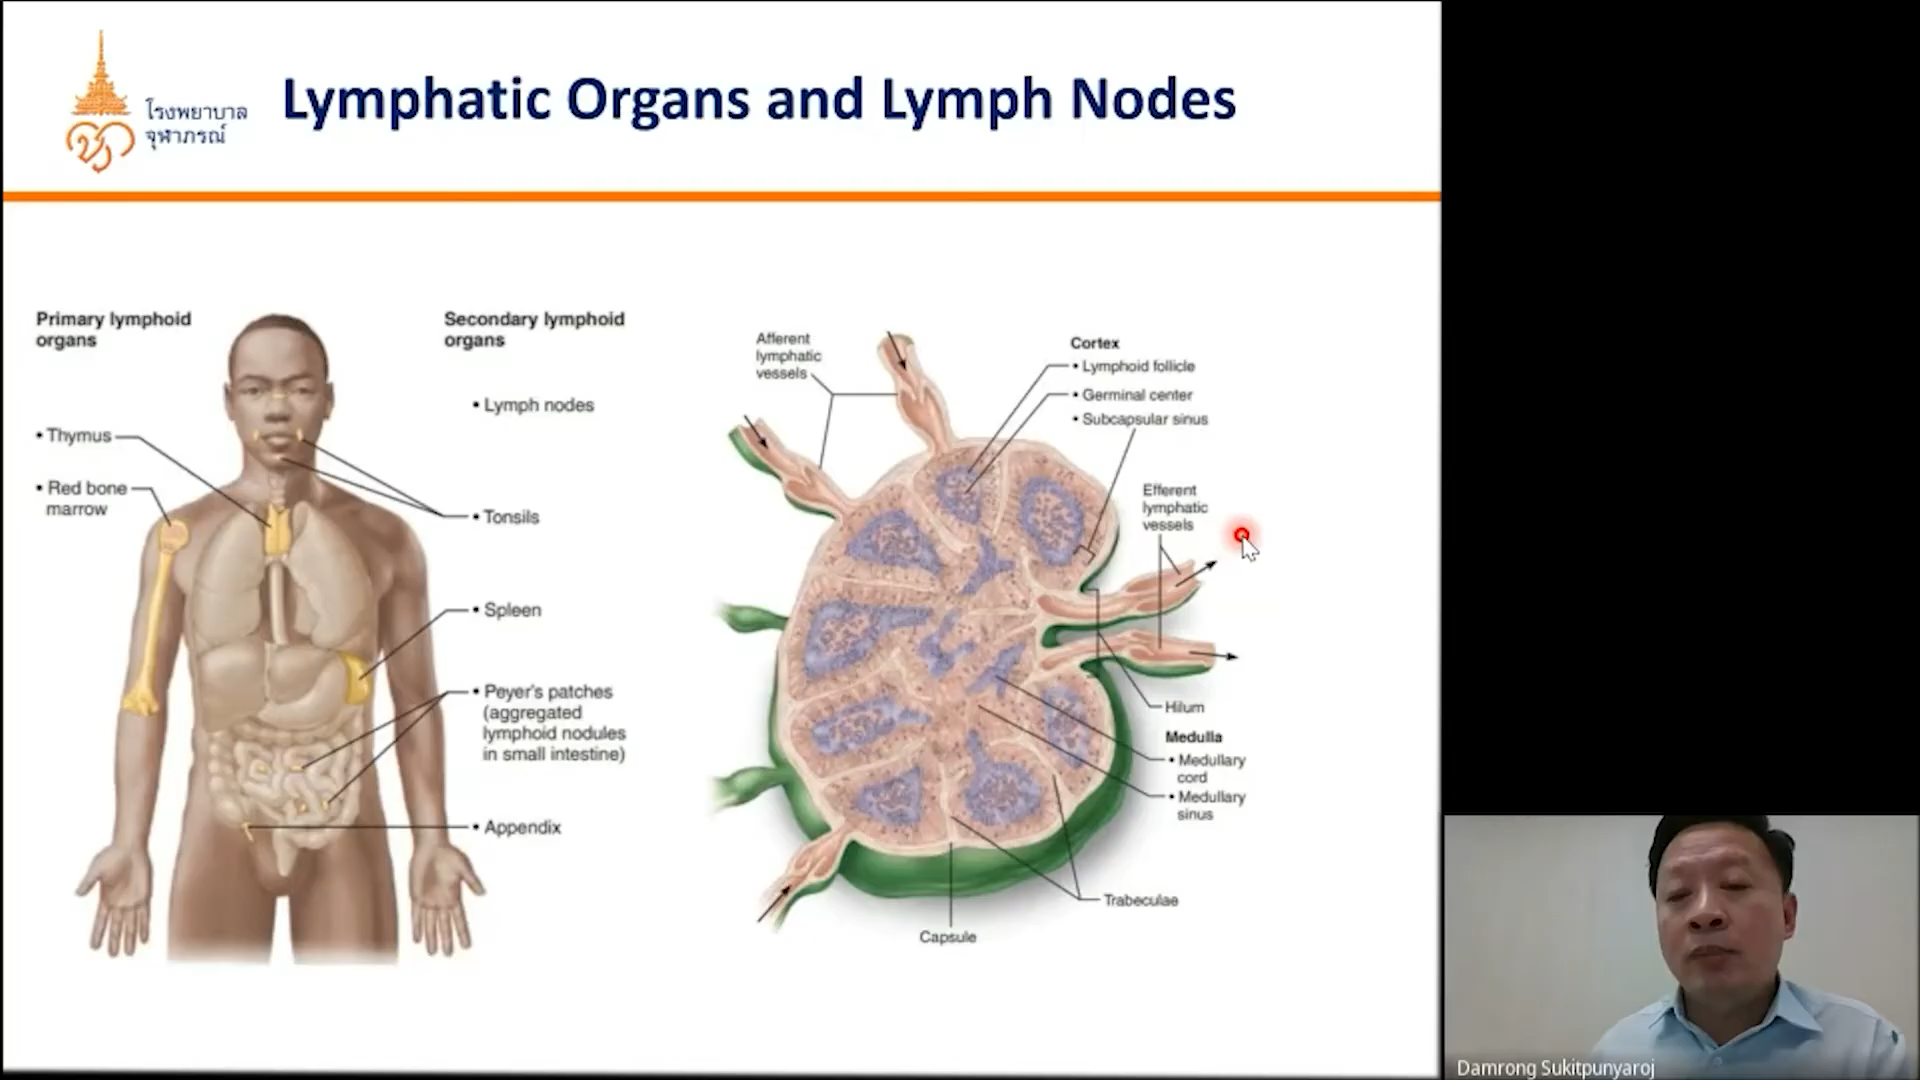 โรงพยาบาล
จุฬาภรณ์
Lymphatic Organs and Lymph Nodes
Primary lymphoid
organs
• Thymus
• Red bone
marrow
Secondary lymphoid
organs
• Lymph nodes
• Tonsils
• Spleen
• Peyer's patches
(aggregated
lymphoid nodules
in small intestine)
• Appendix
Afferent
lymphatic
vessels
Cortex
• Lymphoid follicle
• Germinal center
• Subcapsular sinus
Efferent
lymphatic
vessels
Hilum
Medulla
• Medullary
cord
• Medullary
sinus
Trabeculae
Capsule
Damrong Sukitpunyaroj